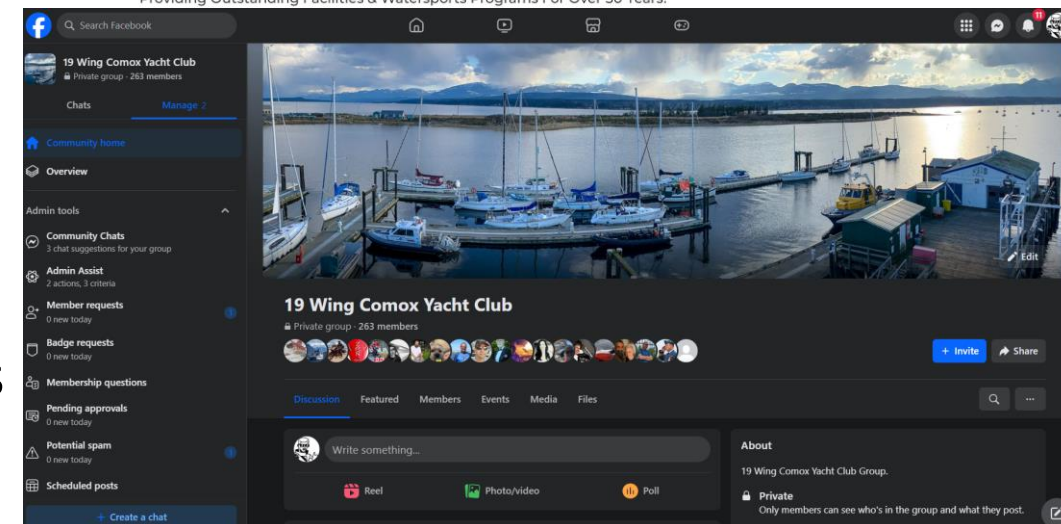 Providing Outstanding Facilities & Watersports Programs For Over 50 Years.
Search Facebook
11
19 Wing Comox Yacht Club
Private group · 263 members
Chats
Manage 2
Community home
Overview
Admin tools
Community Chats
3 chat suggestions for your group
Admin Assist
2 actions, 3 criteria
Member requests
0 new today
1
Badge requests
0 new today
Membership questions
Pending approvals
0 new today
Potential spam
0 new today
1
Scheduled posts
+ Create a chat
Edit
19 Wing Comox Yacht Club
Private group · 263 members
+ Invite
Share
Discussion
Featured
Members
Events
Media
Files
Write something...
Reel
Photo/video
Poll
About
19 Wing Comox Yacht Club Group.
Private
Only members can see who's in the group and what they post.